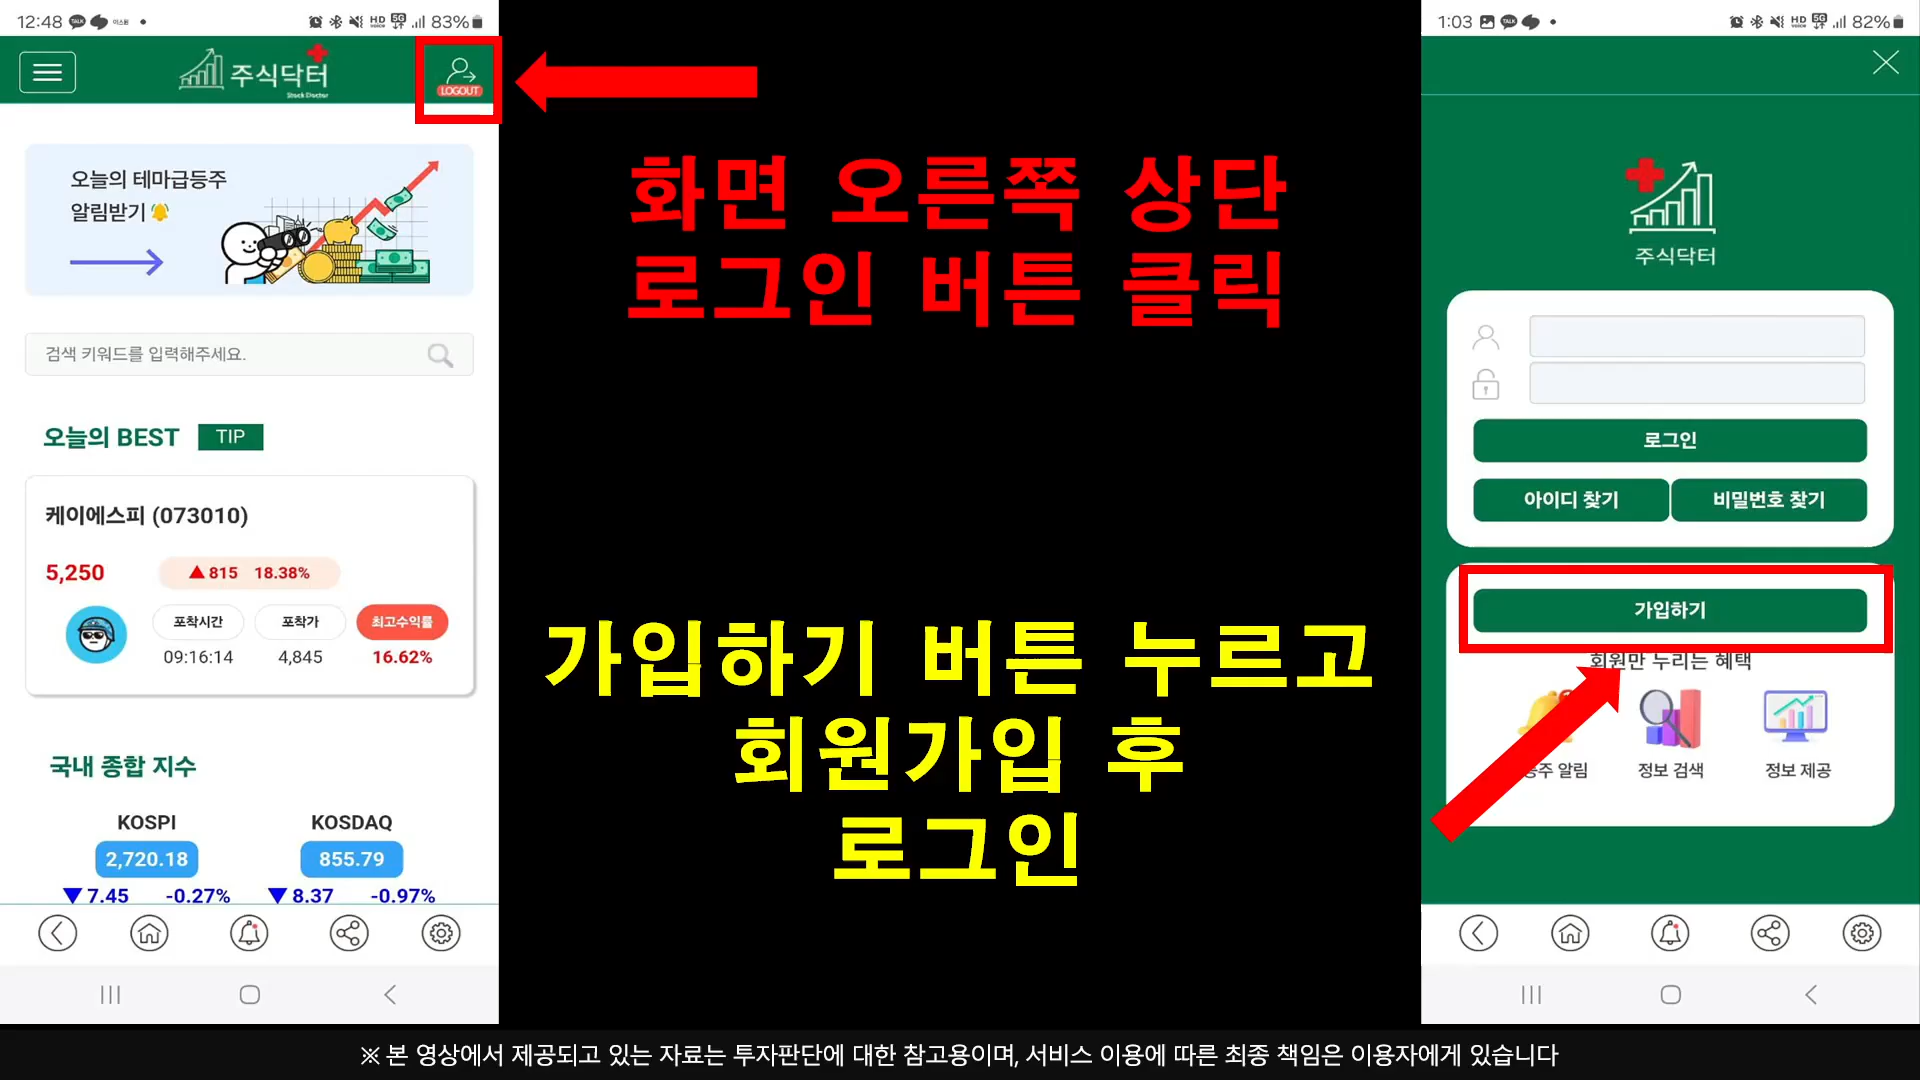 12:48
HD
5G
83%
주식닥터
Stock Doctor
LOGOUT
오늘의 테마급등주
알림받기
검색 키워드를 입력해주세요.
오늘의 BEST TIP
케이에스피 (073010)
5,250 ▲815 18.38%
포착시간 포착가 최고수익률
09:16:14 4,845 16.62%
국내 종합 지수
KOSPI KOSDAQ
2,720.18 855.79
▼7.45 -0.27% ▼8.37 -0.97%
화면 오른쪽 상단
로그인 버튼 클릭
가입하기 버튼 누르고
회원가입 후
로그인
1:03
HD
5G
82%
주식닥터
로그인
아이디 찾기 비밀번호 찾기
가입하기
회원만 누리는 혜택
주 알림 정보 검색 정보 제공
※ 본 영상에서 제공되고 있는 자료는 투자판단에 대한 참고용이며, 서비스 이용에 따른 최종 책임은 이용자에게 있습니다